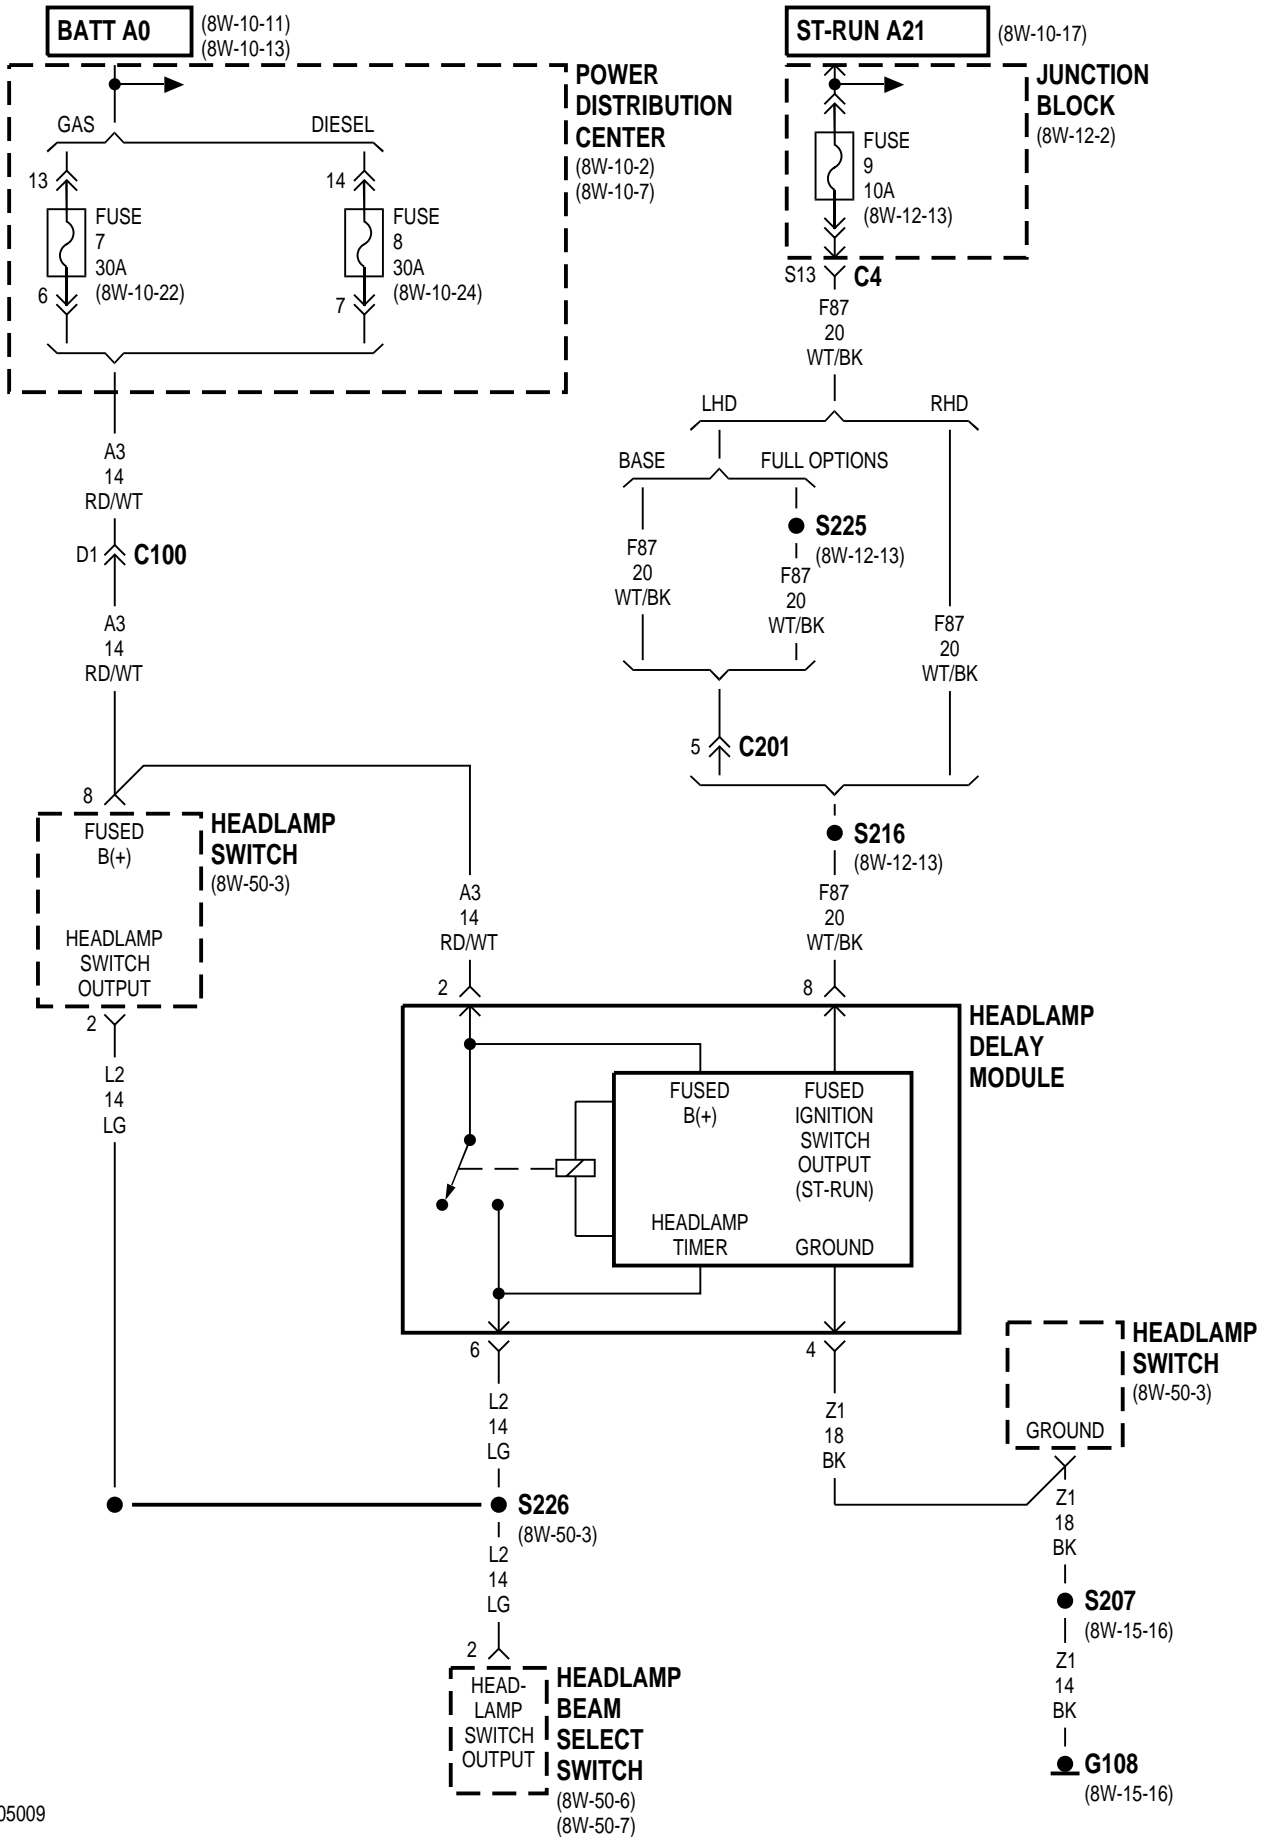 BATT A0
(8W-10-11)
(8W-10-13)
ST-RUN A21
(8W-10-17)
POWER
DISTRIBUTION
CENTER
(8W-10-2)
(8W-10-7)
GAS
DIESEL
13
FUSE
7
30A
(8W-10-22)
6
14
FUSE
8
30A
(8W-10-24)
7
JUNCTION
BLOCK
(8W-12-2)
FUSE
9
10A
(8W-12-13)
S13
C4
F87
20
WT/BK
LHD
RHD
BASE
FULL OPTIONS
S225
(8W-12-13)
F87
20
WT/BK
F87
20
WT/BK
F87
20
WT/BK
5
C201
S216
(8W-12-13)
F87
20
WT/BK
A3
14
RD/WT
D1
C100
A3
14
RD/WT
8
FUSED
B(+)
HEADLAMP
SWITCH
OUTPUT
HEADLAMP
SWITCH
(8W-50-3)
2
L2
14
LG
A3
14
RD/WT
2
8
HEADLAMP
DELAY
MODULE
FUSED
B(+)
FUSED
IGNITION
SWITCH
OUTPUT
(ST-RUN)
HEADLAMP
TIMER
GROUND
6
4
L2
14
LG
Z1
18
BK
HEADLAMP
SWITCH
(8W-50-3)
GROUND
Z1
18
BK
S226
(8W-50-3)
L2
14
LG
S207
(8W-15-16)
Z1
14
BK
G108
(8W-15-16)
2
HEAD-
LAMP
SWITCH
OUTPUT
HEADLAMP
BEAM
SELECT
SWITCH
(8W-50-6)
(8W-50-7)
05009